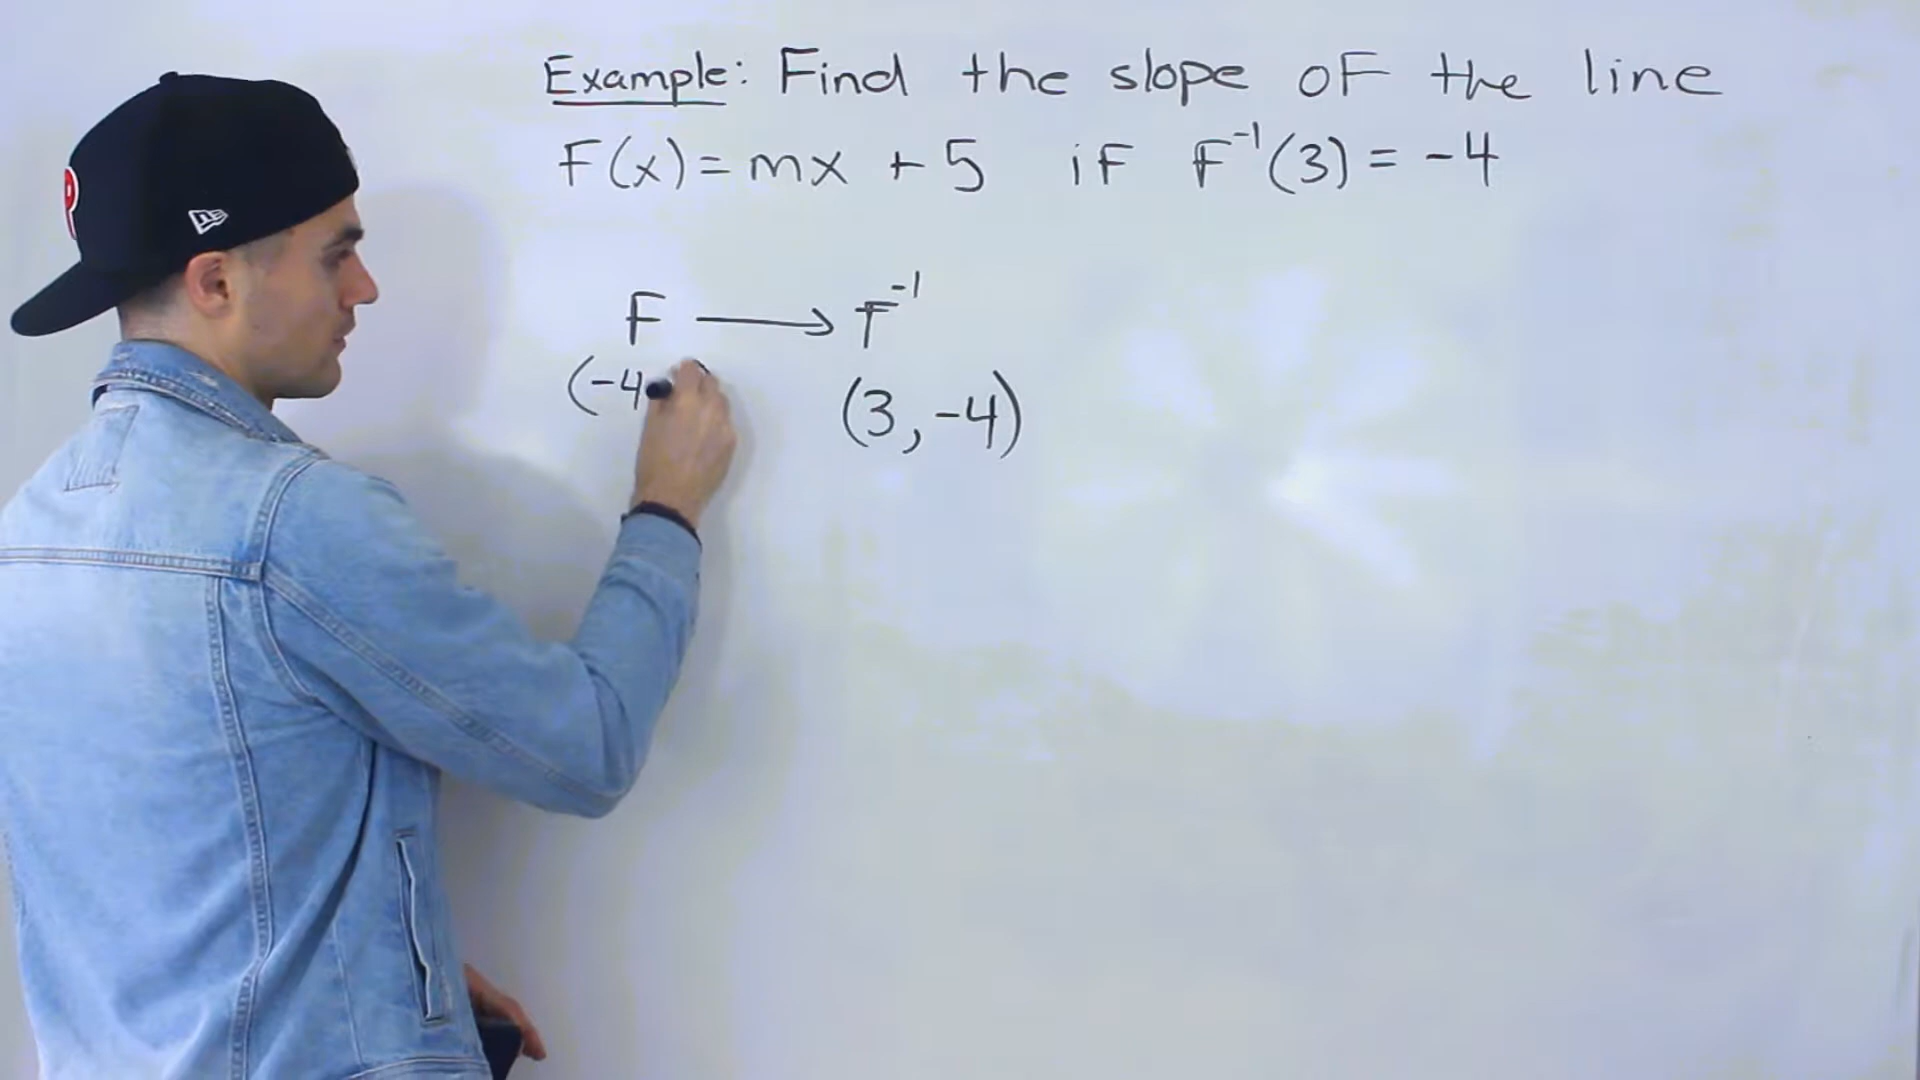 Example: Find the slope of the line
F(x) = mx + 5 if F⁻¹(3) = -4
F → F⁻¹
(-4 ) (3, -4)
P